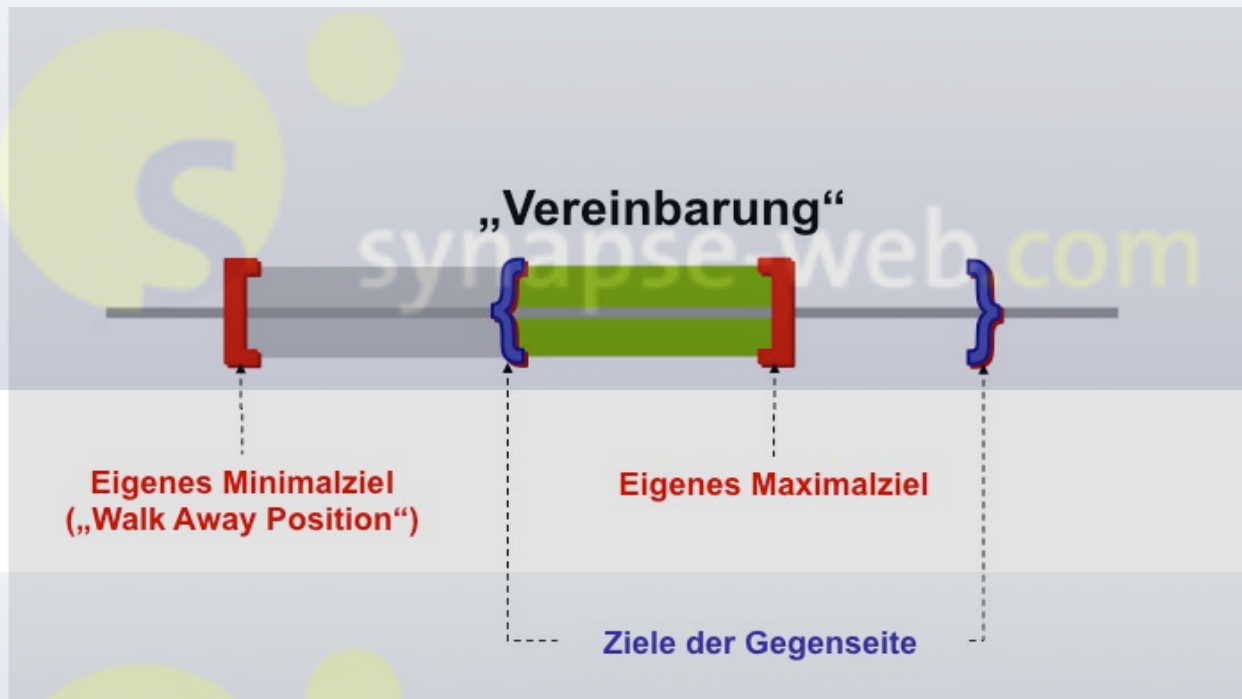 „Vereinbarung“
synapse-web.com
Eigenes Minimalziel
(„Walk Away Position“)
Eigenes Maximalziel
Ziele der Gegenseite